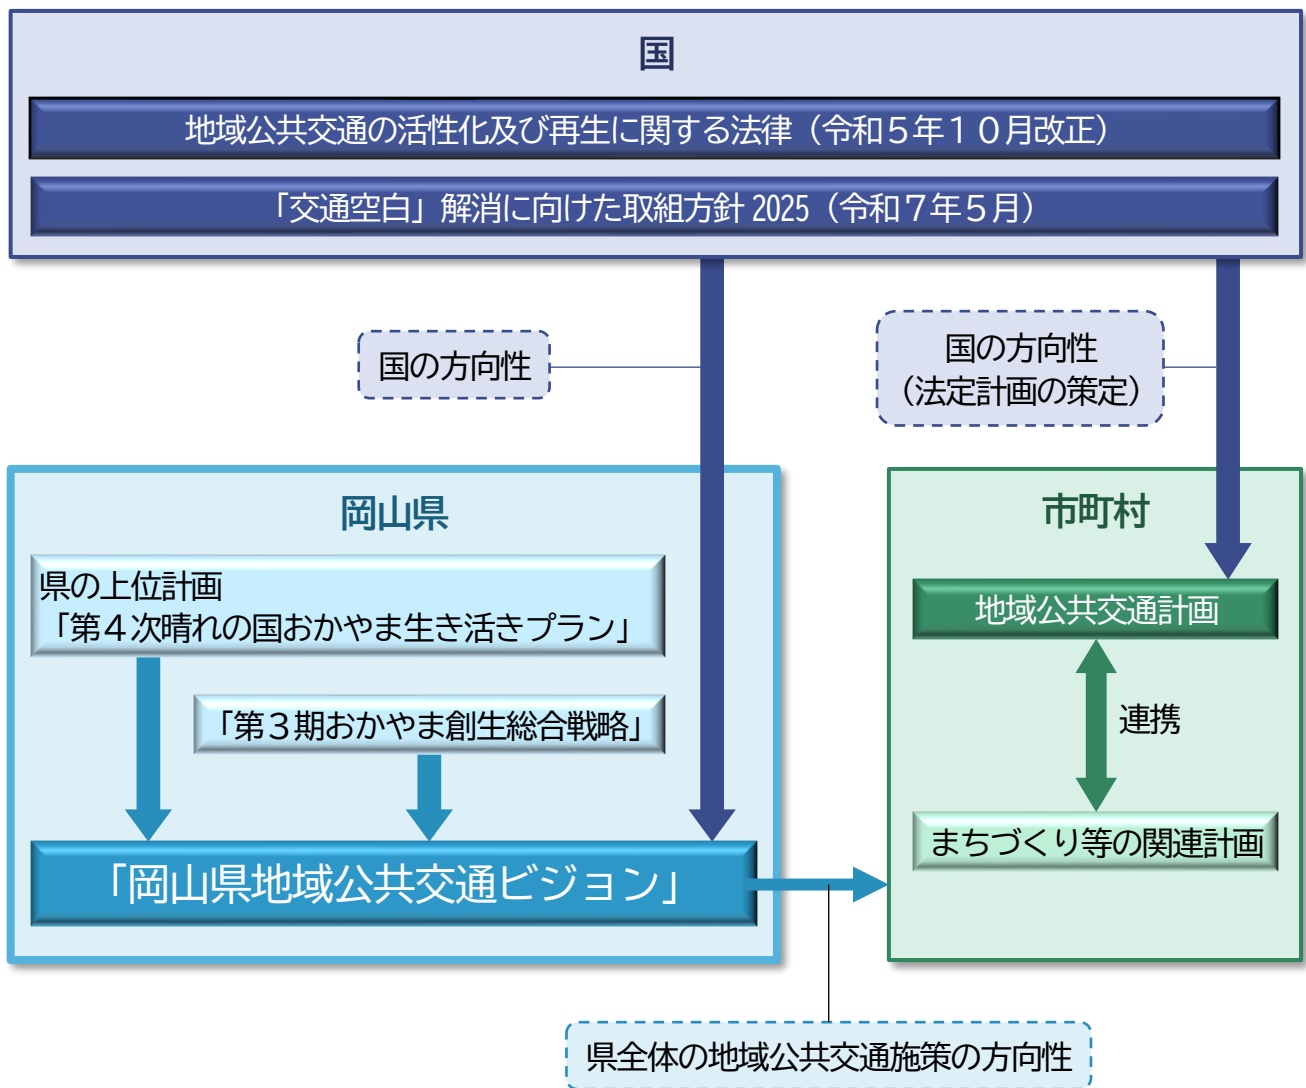 国
地域公共交通の活性化及び再生に関する法律（令和５年１０月改正）
「交通空白」解消に向けた取組方針 2025（令和７年５月）
国の方向性
国の方向性
（法定計画の策定）
岡山県
県の上位計画
「第４次晴れの国おかやま生き活きプラン」
「第３期おかやま創生総合戦略」
「岡山県地域公共交通ビジョン」
市町村
地域公共交通計画
連携
まちづくり等の関連計画
県全体の地域公共交通施策の方向性